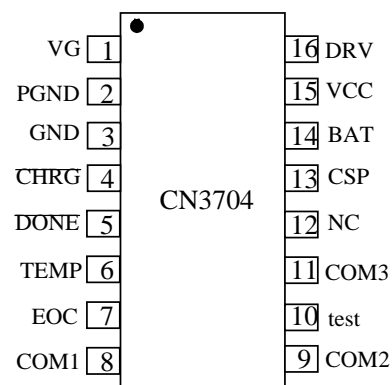 VG 1 16 DRV
PGND 2 15 VCC
GND 3 14 BAT
CHRG 4 13 CSP
CN3704
DONE 5 12 NC
TEMP 6 11 COM3
EOC 7 10 test
COM1 8 9 COM2